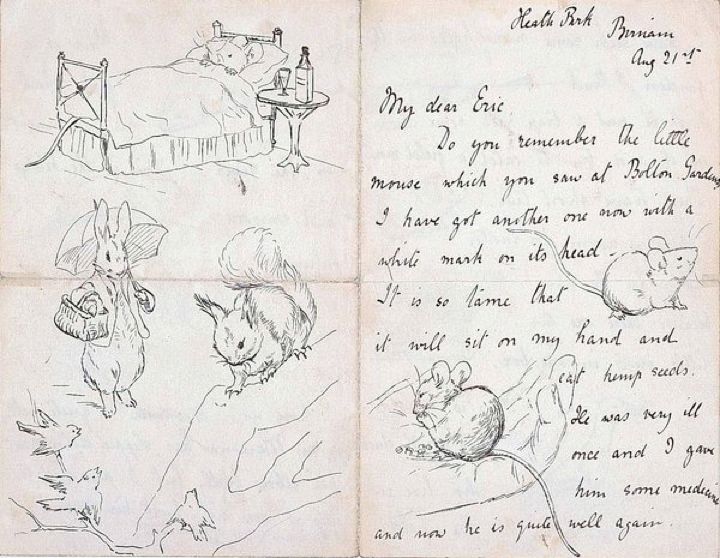 Heath Park Birnam
Aug 21st
My dear Eric
Do you remember the little
mouse which you saw at Bolton Gardens
I have got another one now with a
white mark on its head.
It is so tame that
it will sit on my hand and
eat hemp seeds.
He was very ill
once and I gave
him some medicine
and now he is quite well again.